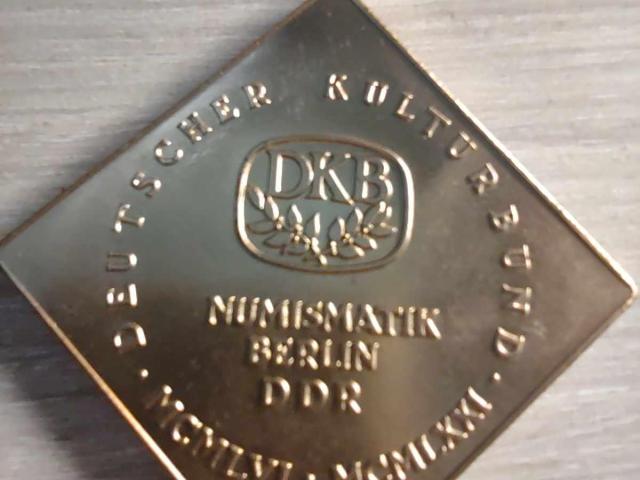 DEUTSCHER KULTURBUND
DKB
NUMISMATIK
BERLIN
DDR
MCMLVI · MCMLXXI